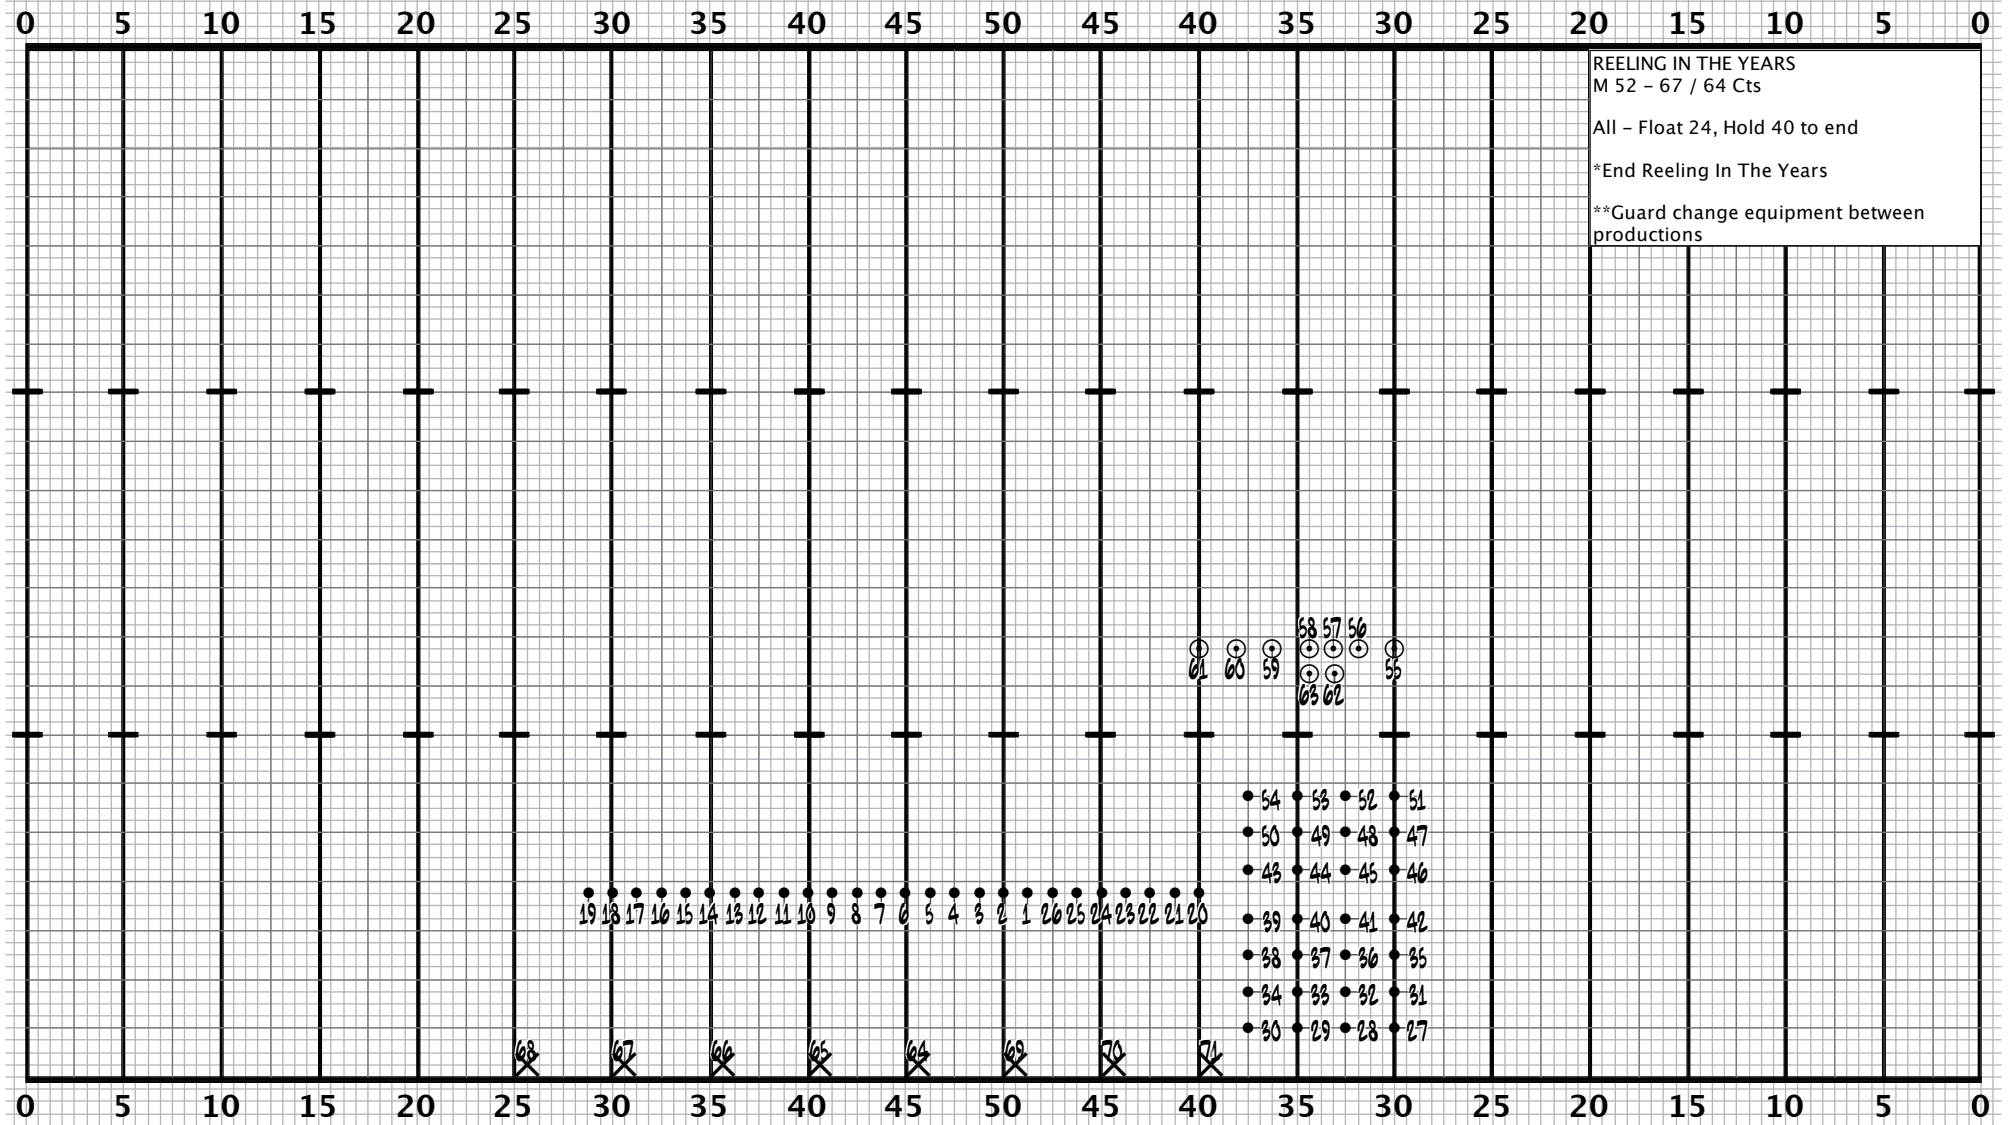 0 5 10 15 20 25 30 35 40 45 50 45 40 35 30 25 20 15 10 5 0
REELING IN THE YEARS
M 52 – 67 / 64 Cts
All – Float 24, Hold 40 to end
*End Reeling In The Years
**Guard change equipment between
productions
58 57 56
61 60 59 55
63 62
54 53 52 51
50 49 48 47
43 44 45 46
19 18 17 16 15 14 13 12 11 10 9 8 7 6 5 4 3 2 1 26 25 24 23 22 21 20
39 40 41 42
38 37 36 35
34 33 32 31
30 29 28 27
68 67 66 65 64 69 70 71
0 5 10 15 20 25 30 35 40 45 50 45 40 35 30 25 20 15 10 5 0